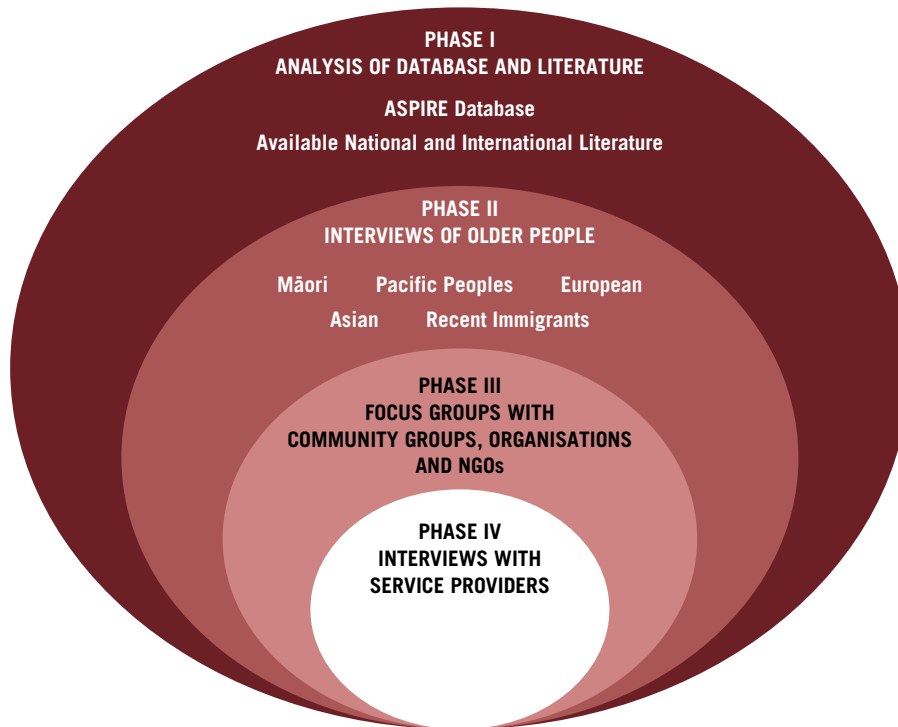 PHASE I
ANALYSIS OF DATABASE AND LITERATURE
ASPIRE Database
Available National and International Literature
PHASE II
INTERVIEWS OF OLDER PEOPLE
Māori Pacific Peoples European
Asian Recent Immigrants
PHASE III
FOCUS GROUPS WITH
COMMUNITY GROUPS, ORGANISATIONS
AND NGOs
PHASE IV
INTERVIEWS WITH
SERVICE PROVIDERS